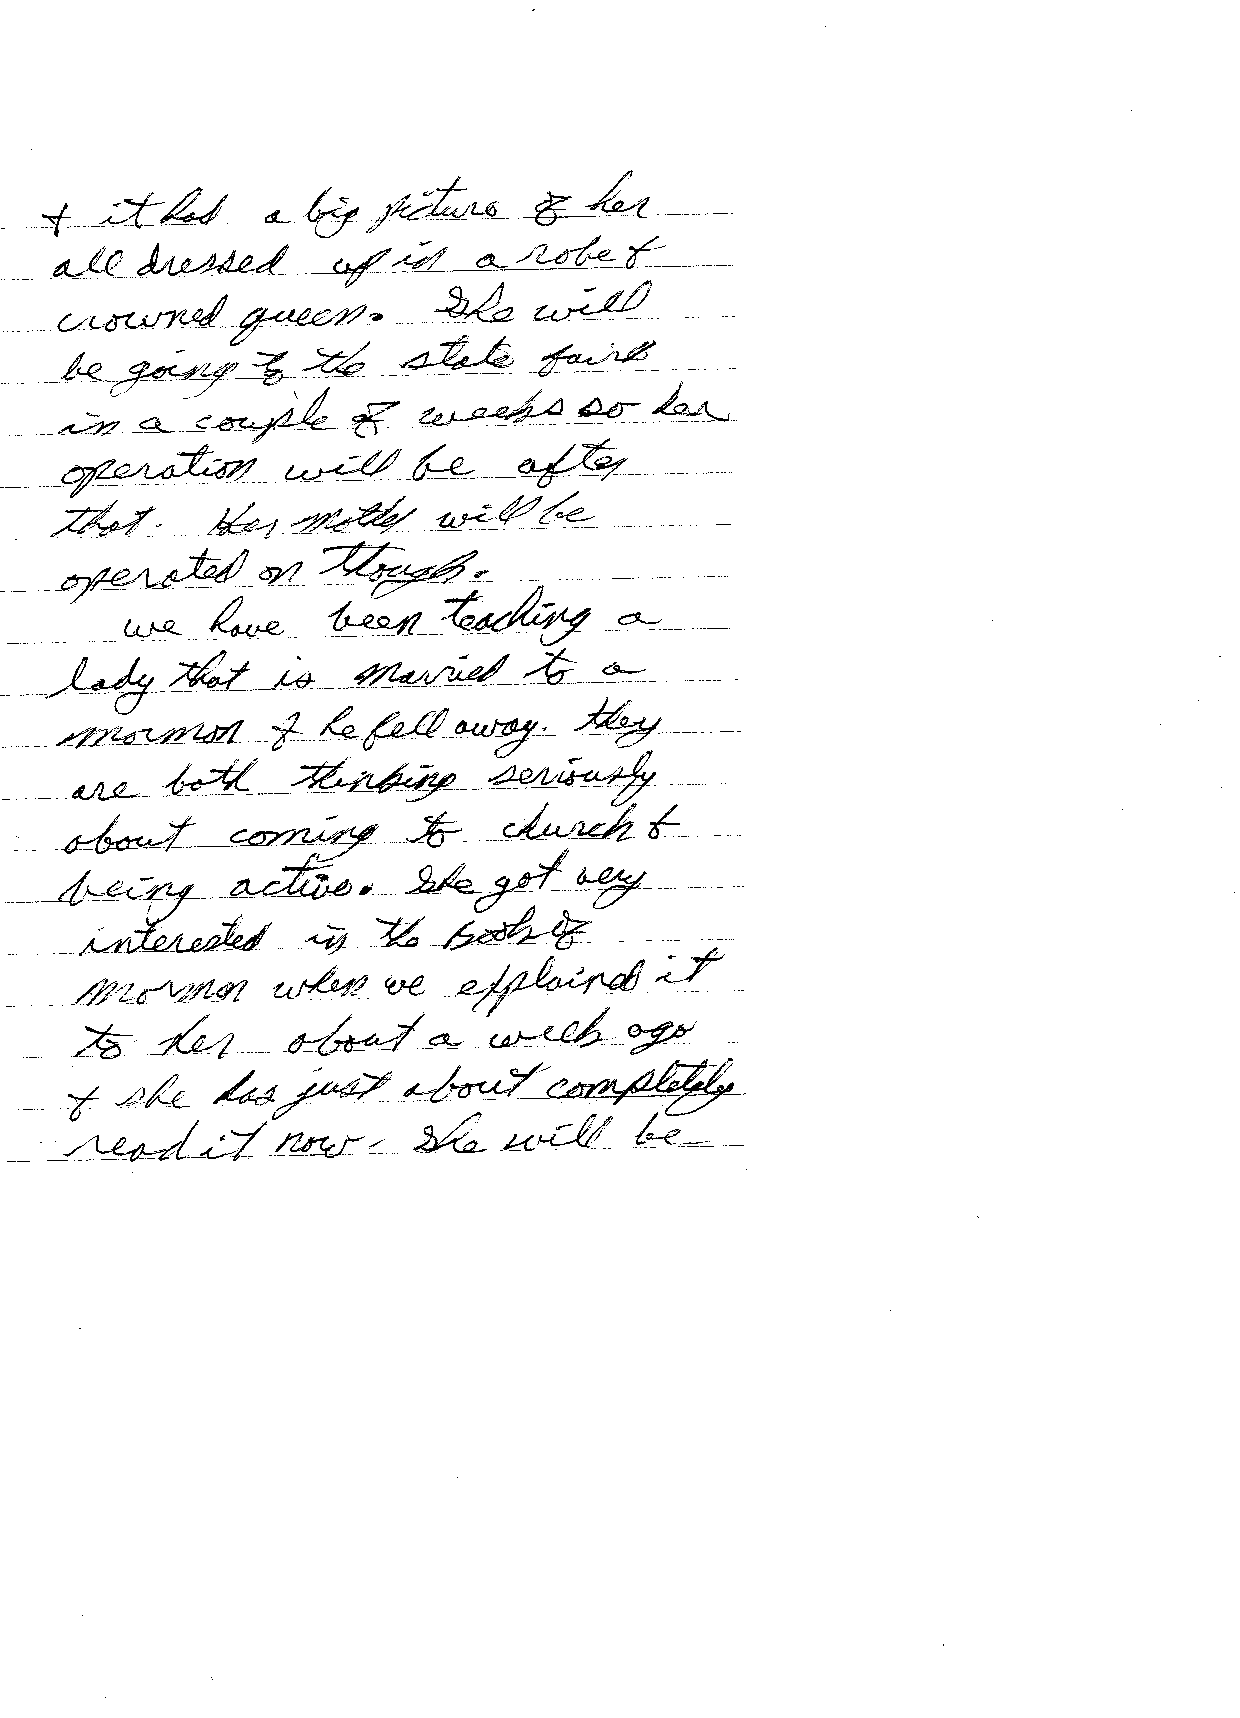 & it had a big picture of her
all dressed up in a robe &
crowned queen. She will
be going to the state fair
in a couple of weeks so her
operation will be after
that. Her mother will be
operated on though.
we have been teaching a
lady that is married to a
mormon & he fell away. they
are both thinking seriously
about coming to church &
being active. She got very
interested in the Book of
Mormon when we explained it
to her about a week ago
& she has just about completely
read it now. She will be